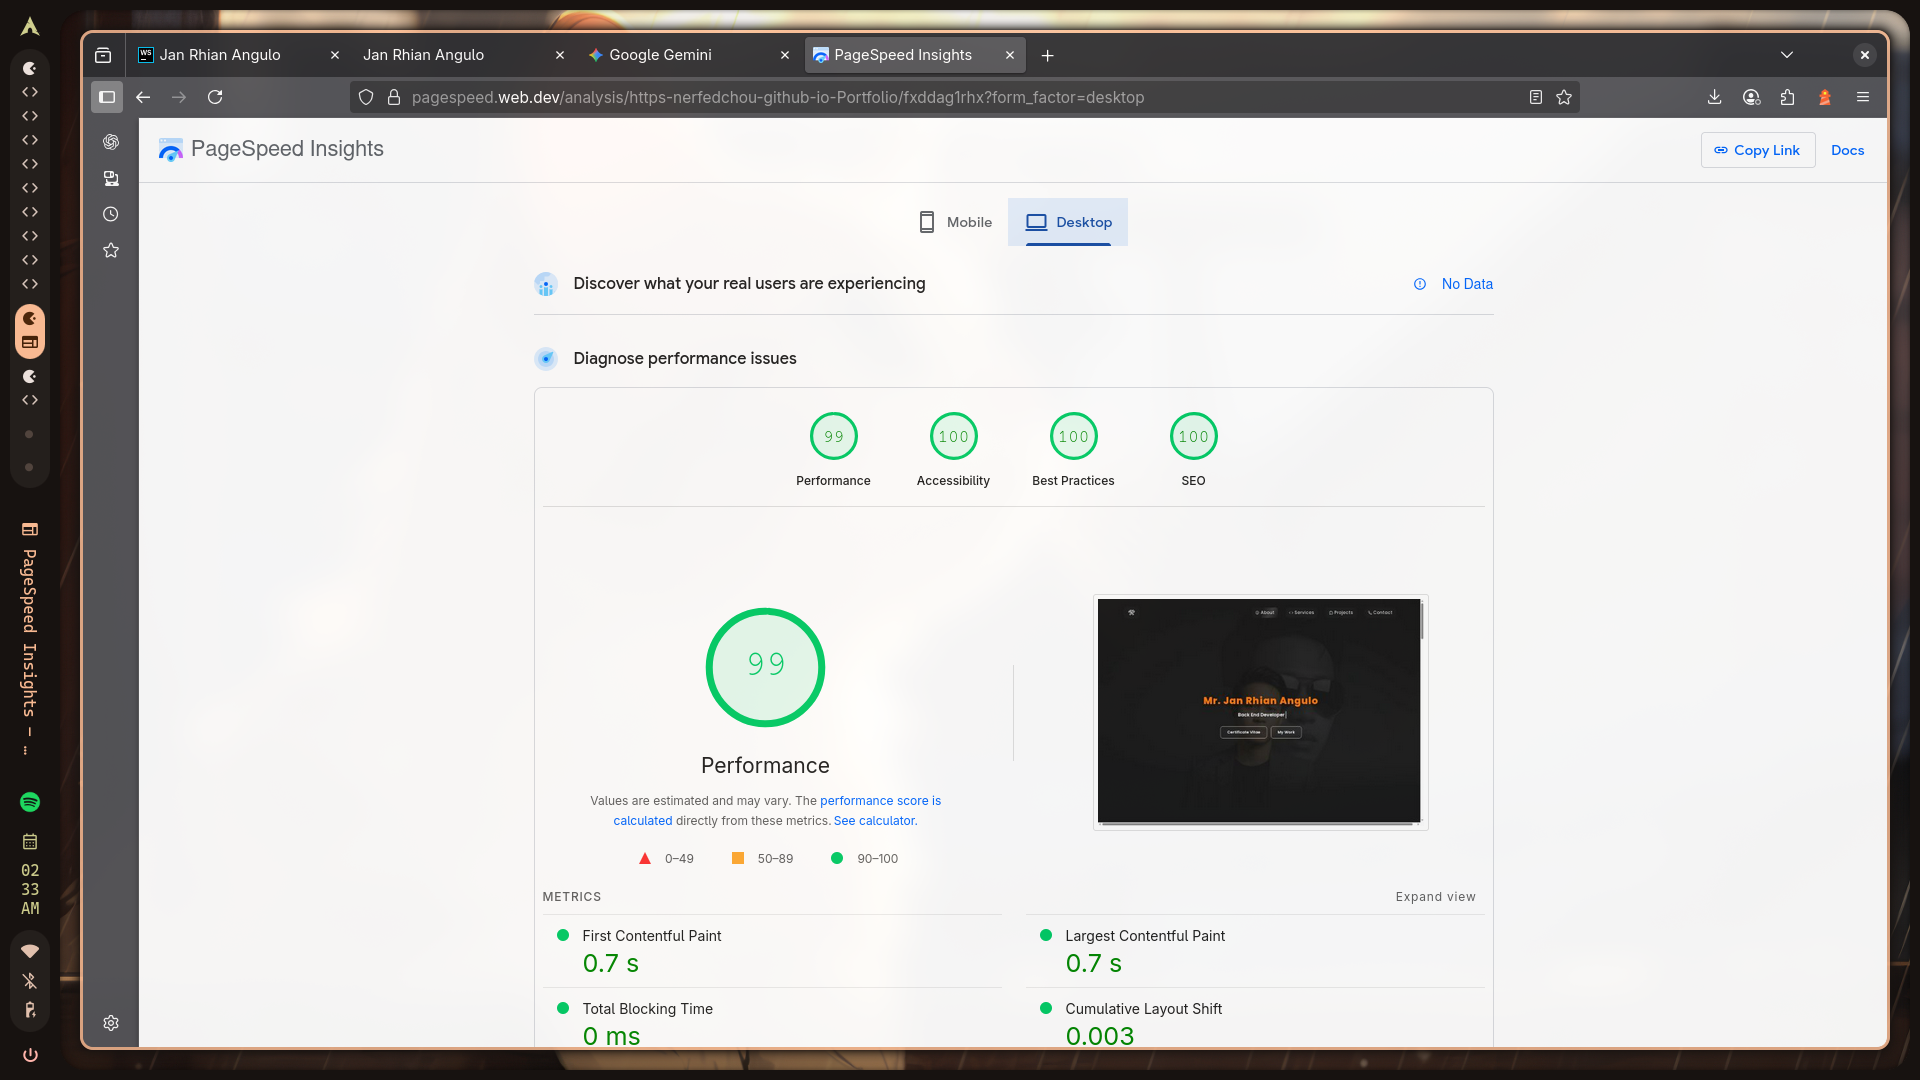 Jan Rhian Angulo
Jan Rhian Angulo
Google Gemini
PageSpeed Insights
pagespeed.web.dev/analysis/https-nerfedchou-github-io-Portfolio/fxddag1rhx?form_factor=desktop
PageSpeed Insights
Copy Link
Docs
Mobile
Desktop
Discover what your real users are experiencing
No Data
Diagnose performance issues
99
100
100
100
Performance
Accessibility
Best Practices
SEO
99
Performance
Values are estimated and may vary. The performance score is
calculated directly from these metrics. See calculator.
0–49
50–89
90–100
About
Services
Projects
Contact
Mr. Jan Rhian Angulo
Back End Developer
Certificate Vitae
My Work
METRICS
Expand view
First Contentful Paint
0.7 s
Largest Contentful Paint
0.7 s
Total Blocking Time
0 ms
Cumulative Layout Shift
0.003
PageSpeed Insights — …
02
33
AM
WS